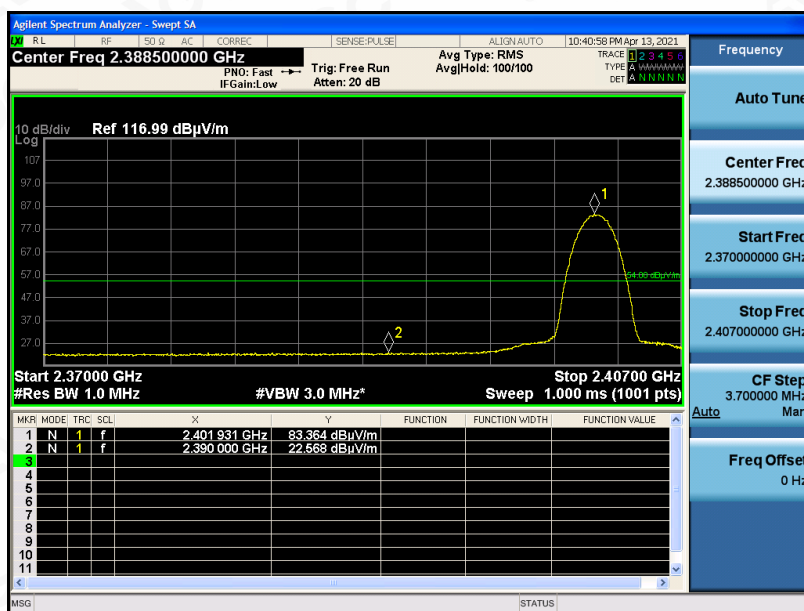 Agilent Spectrum Analyzer - Swept SA
LXI RL RF 50 Ω AC CORREC SENSE:PULSE ALIGN AUTO 10:40:58 PM Apr 13, 2021
Center Freq 2.388500000 GHz
PNO: Fast
IFGain:Low
Trig: Free Run
Atten: 20 dB
Avg Type: RMS
Avg|Hold: 100/100
TRACE 1 2 3 4 5 6
TYPE A
DET A N N N N N
10 dB/div Ref 116.99 dBµV/m
Log
107
97.0
87.0
77.0
67.0
57.0
47.0
37.0
27.0
1
54.00 dBµV/m
2
Start 2.37000 GHz Stop 2.40700 GHz
#Res BW 1.0 MHz #VBW 3.0 MHz* Sweep 1.000 ms (1001 pts)
MKR MODE TRC SCL X Y FUNCTION FUNCTION WIDTH FUNCTION VALUE
1 N 1 f 2.401 931 GHz 83.364 dBµV/m
2 N 1 f 2.390 000 GHz 22.568 dBµV/m
3
4
5
6
7
8
9
10
11
MSG STATUS
Frequency
Auto Tune
Center Freq
2.388500000 GHz
Start Freq
2.370000000 GHz
Stop Freq
2.407000000 GHz
CF Step
3.700000 MHz
Auto Man
Freq Offset
0 Hz